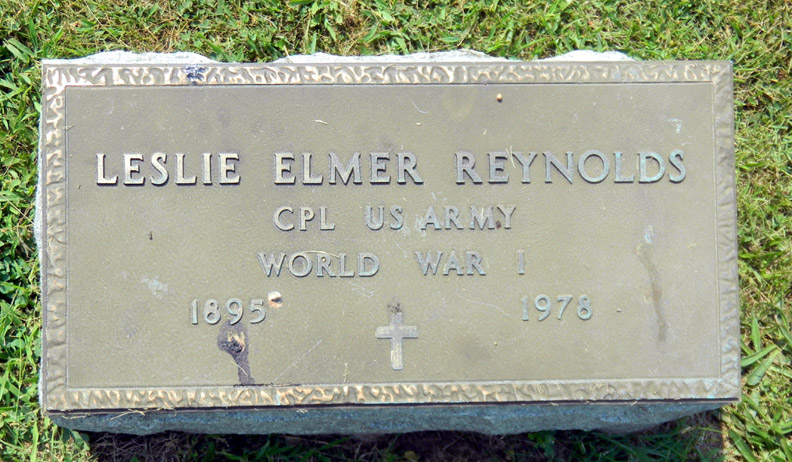 LESLIE ELMER REYNOLDS
CPL US ARMY
WORLD WAR I
1895 1978